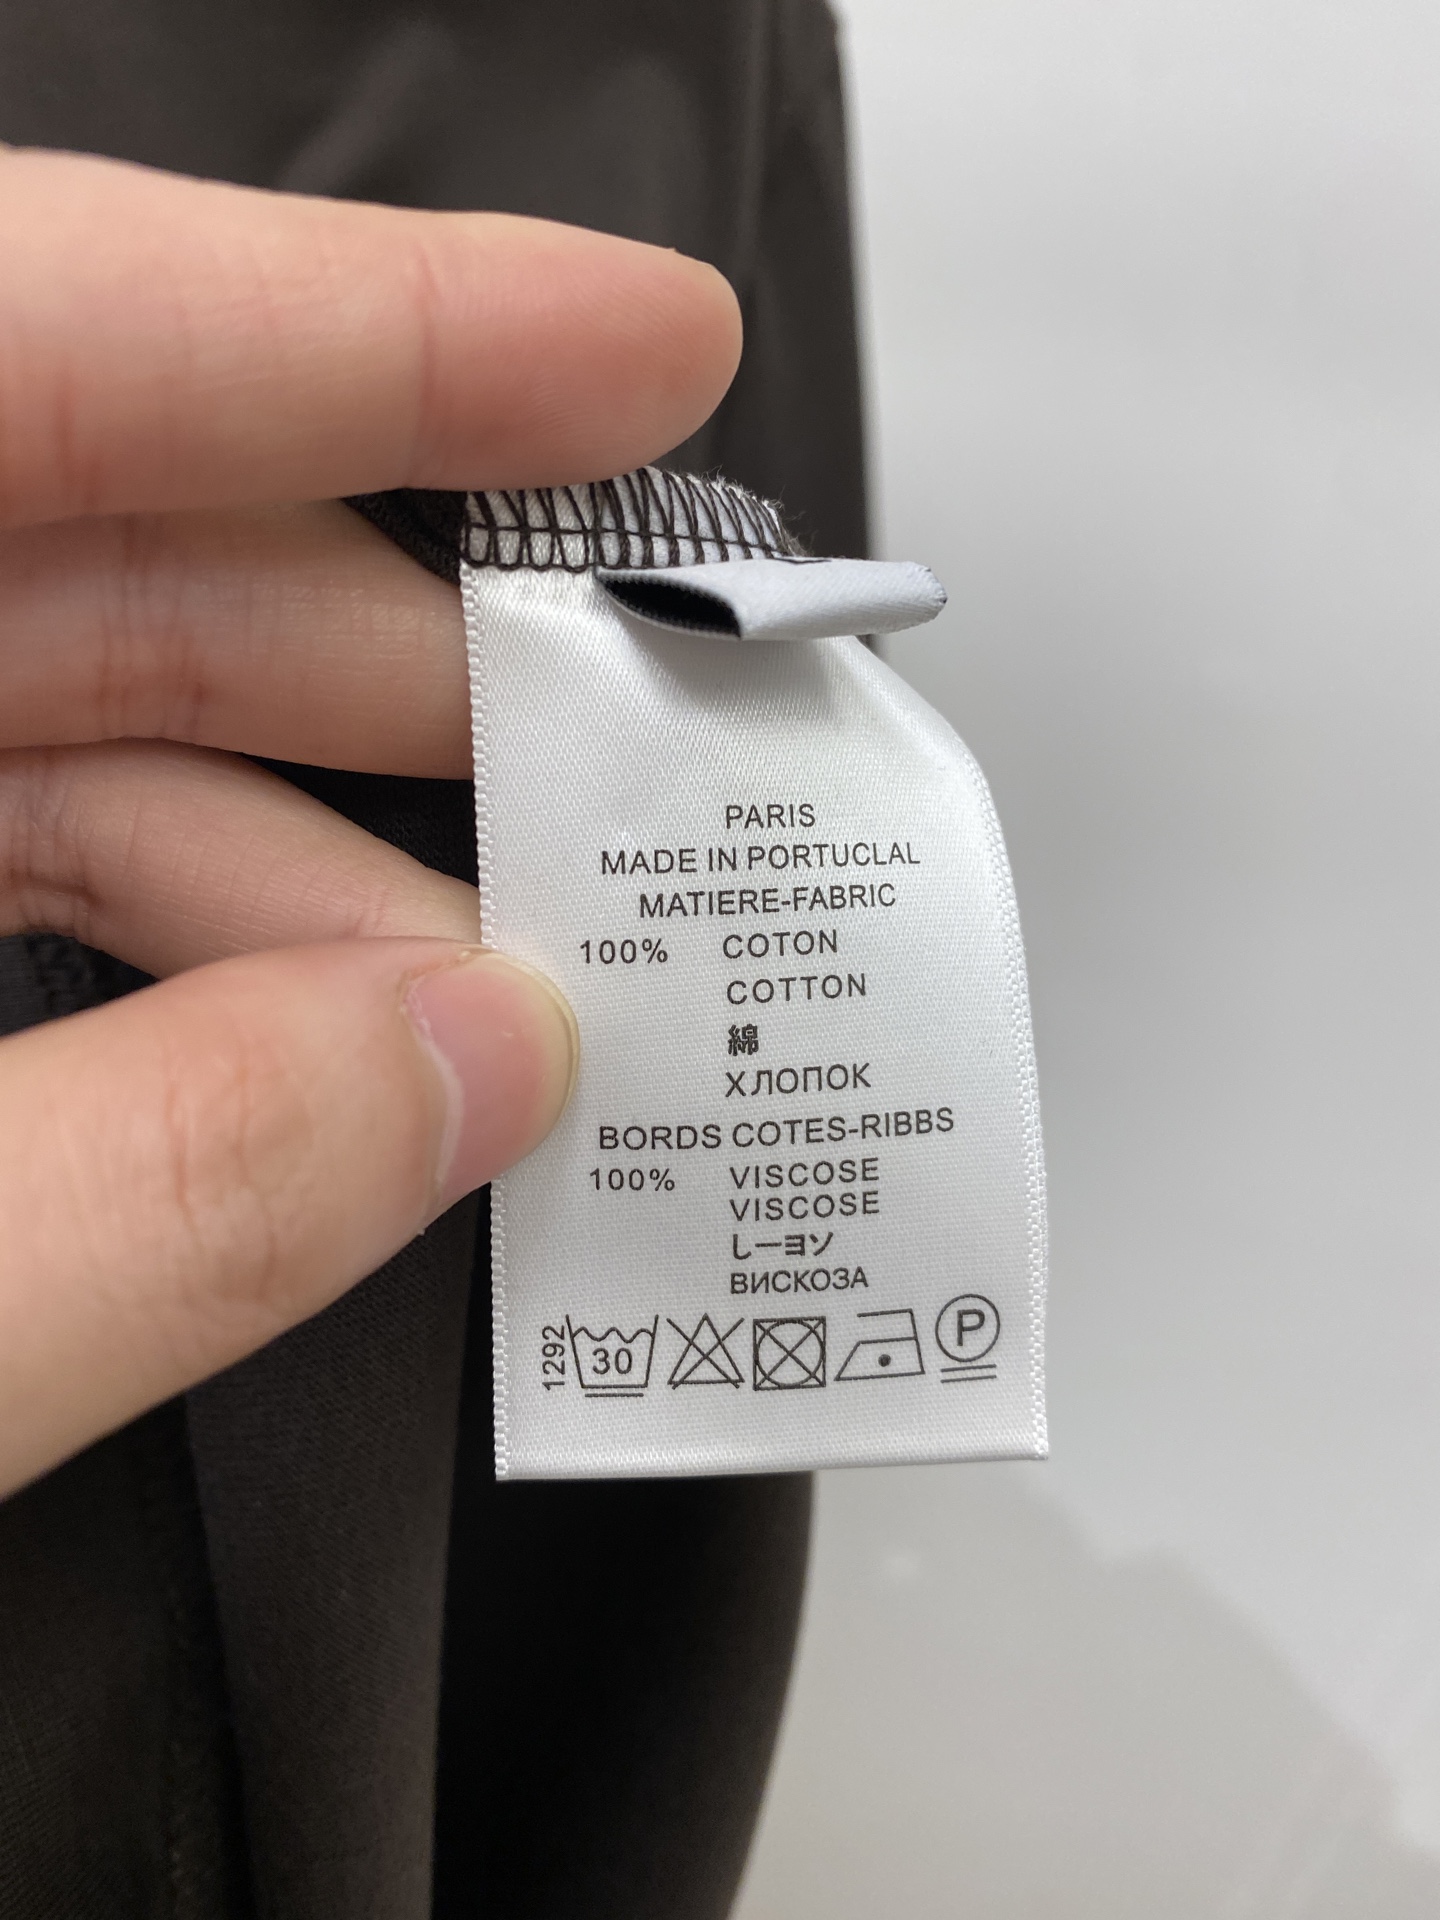 PARIS
MADE IN PORTUCLAL
MATIERE-FABRIC
100% COTON
COTTON
綿
ХЛОПОК
BORDS COTES-RIBBS
100% VISCOSE
VISCOSE
しーヨソ
ВИСКОЗА
1292
30
P